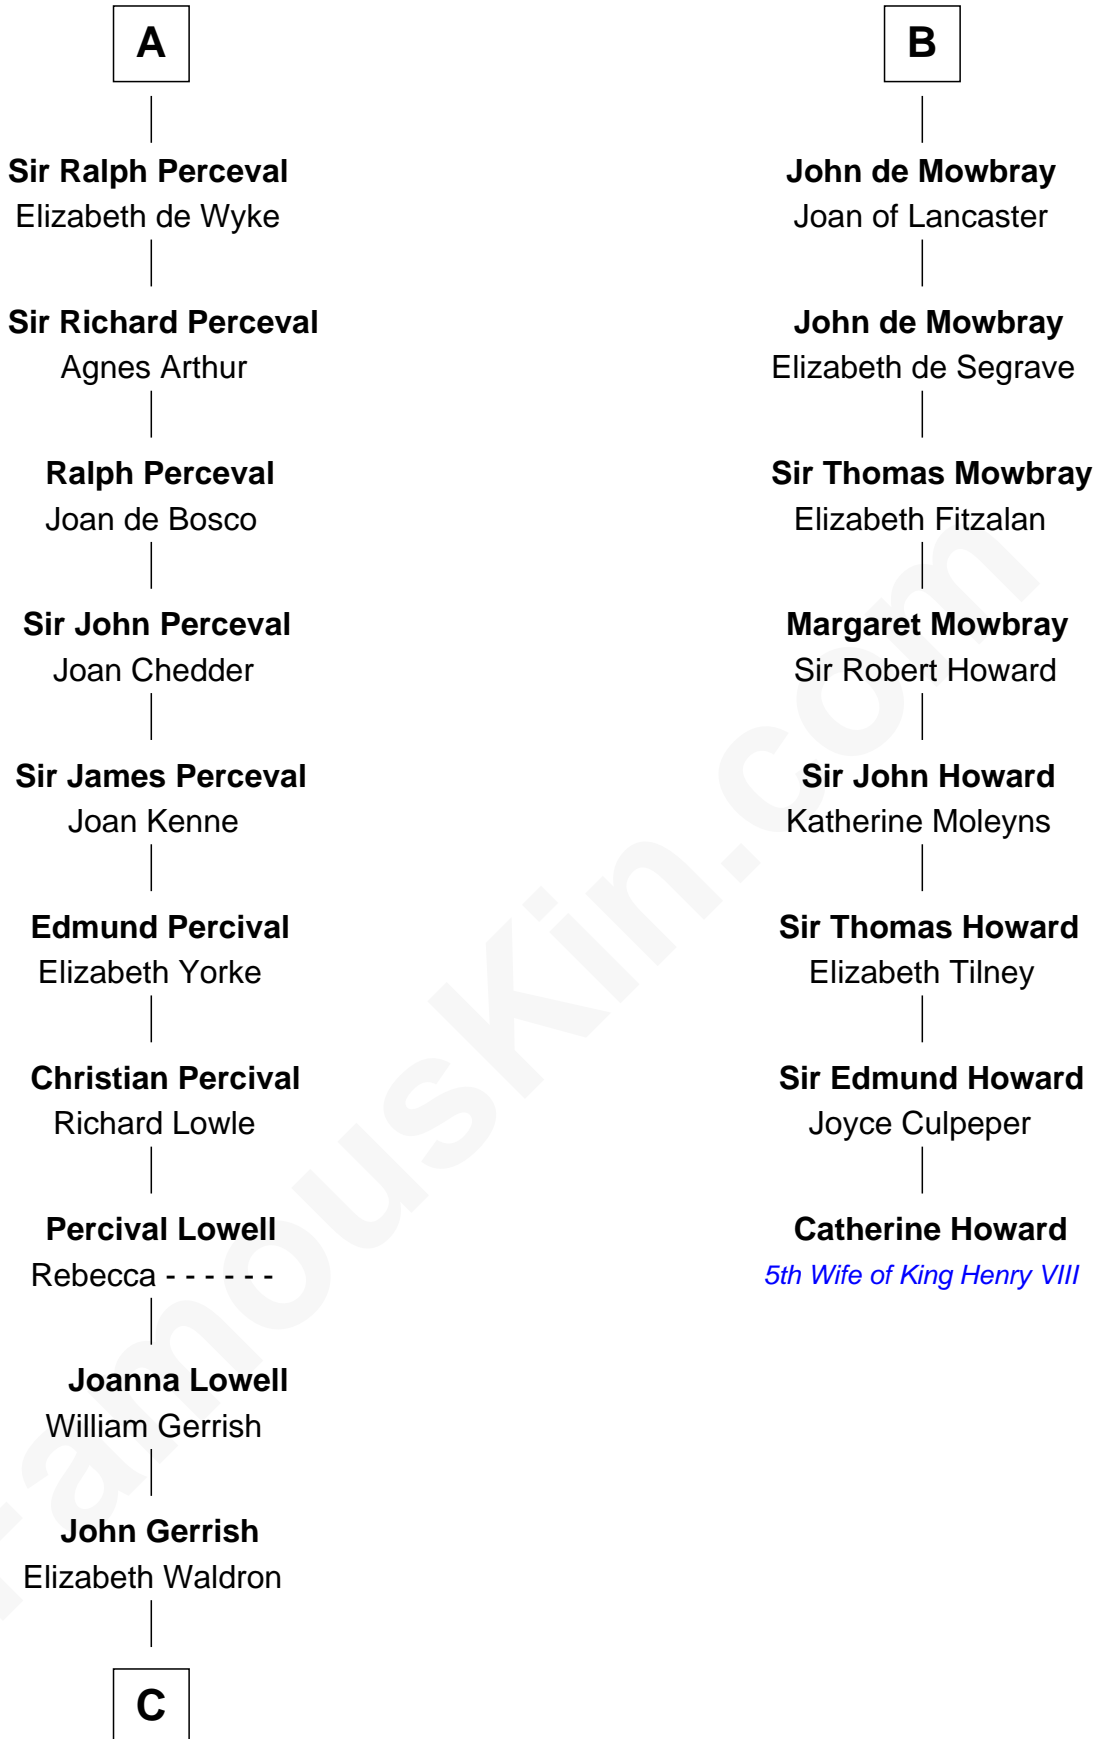 A
Sir Ralph Perceval
Elizabeth de Wyke
Sir Richard Perceval
Agnes Arthur
Ralph Perceval
Joan de Bosco
Sir John Perceval
Joan Chedder
Sir James Perceval
Joan Kenne
Edmund Percival
Elizabeth Yorke
Christian Percival
Richard Lowle
Percival Lowell
Rebecca - - - - - -
Joanna Lowell
William Gerrish
John Gerrish
Elizabeth Waldron
C
B
John de Mowbray
Joan of Lancaster
John de Mowbray
Elizabeth de Segrave
Sir Thomas Mowbray
Elizabeth Fitzalan
Margaret Mowbray
Sir Robert Howard
Sir John Howard
Katherine Moleyns
Sir Thomas Howard
Elizabeth Tilney
Sir Edmund Howard
Joyce Culpeper
Catherine Howard
5th Wife of King Henry VIII
FamousKin.com